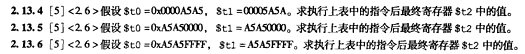 2. 13. 4 [5] <2.6> 假设 $t0 =0x0000A5A5， $t1 =00005A5A。求执行上表中的指令后最终寄存器 $t2 中的值。
2. 13. 5 [5] <2.6> 假设 $t0 =0xA5A50000， $t1 = A5A50000。求执行上表中的指令后最终寄存器 $t2 中的值。
2. 13. 6 [5] <2.6> 假设 $t0 =0xA5A5FFFF， $t1 = A5A5FFFF。求执行上表中的指令后最终寄存器 $t2 中的值。